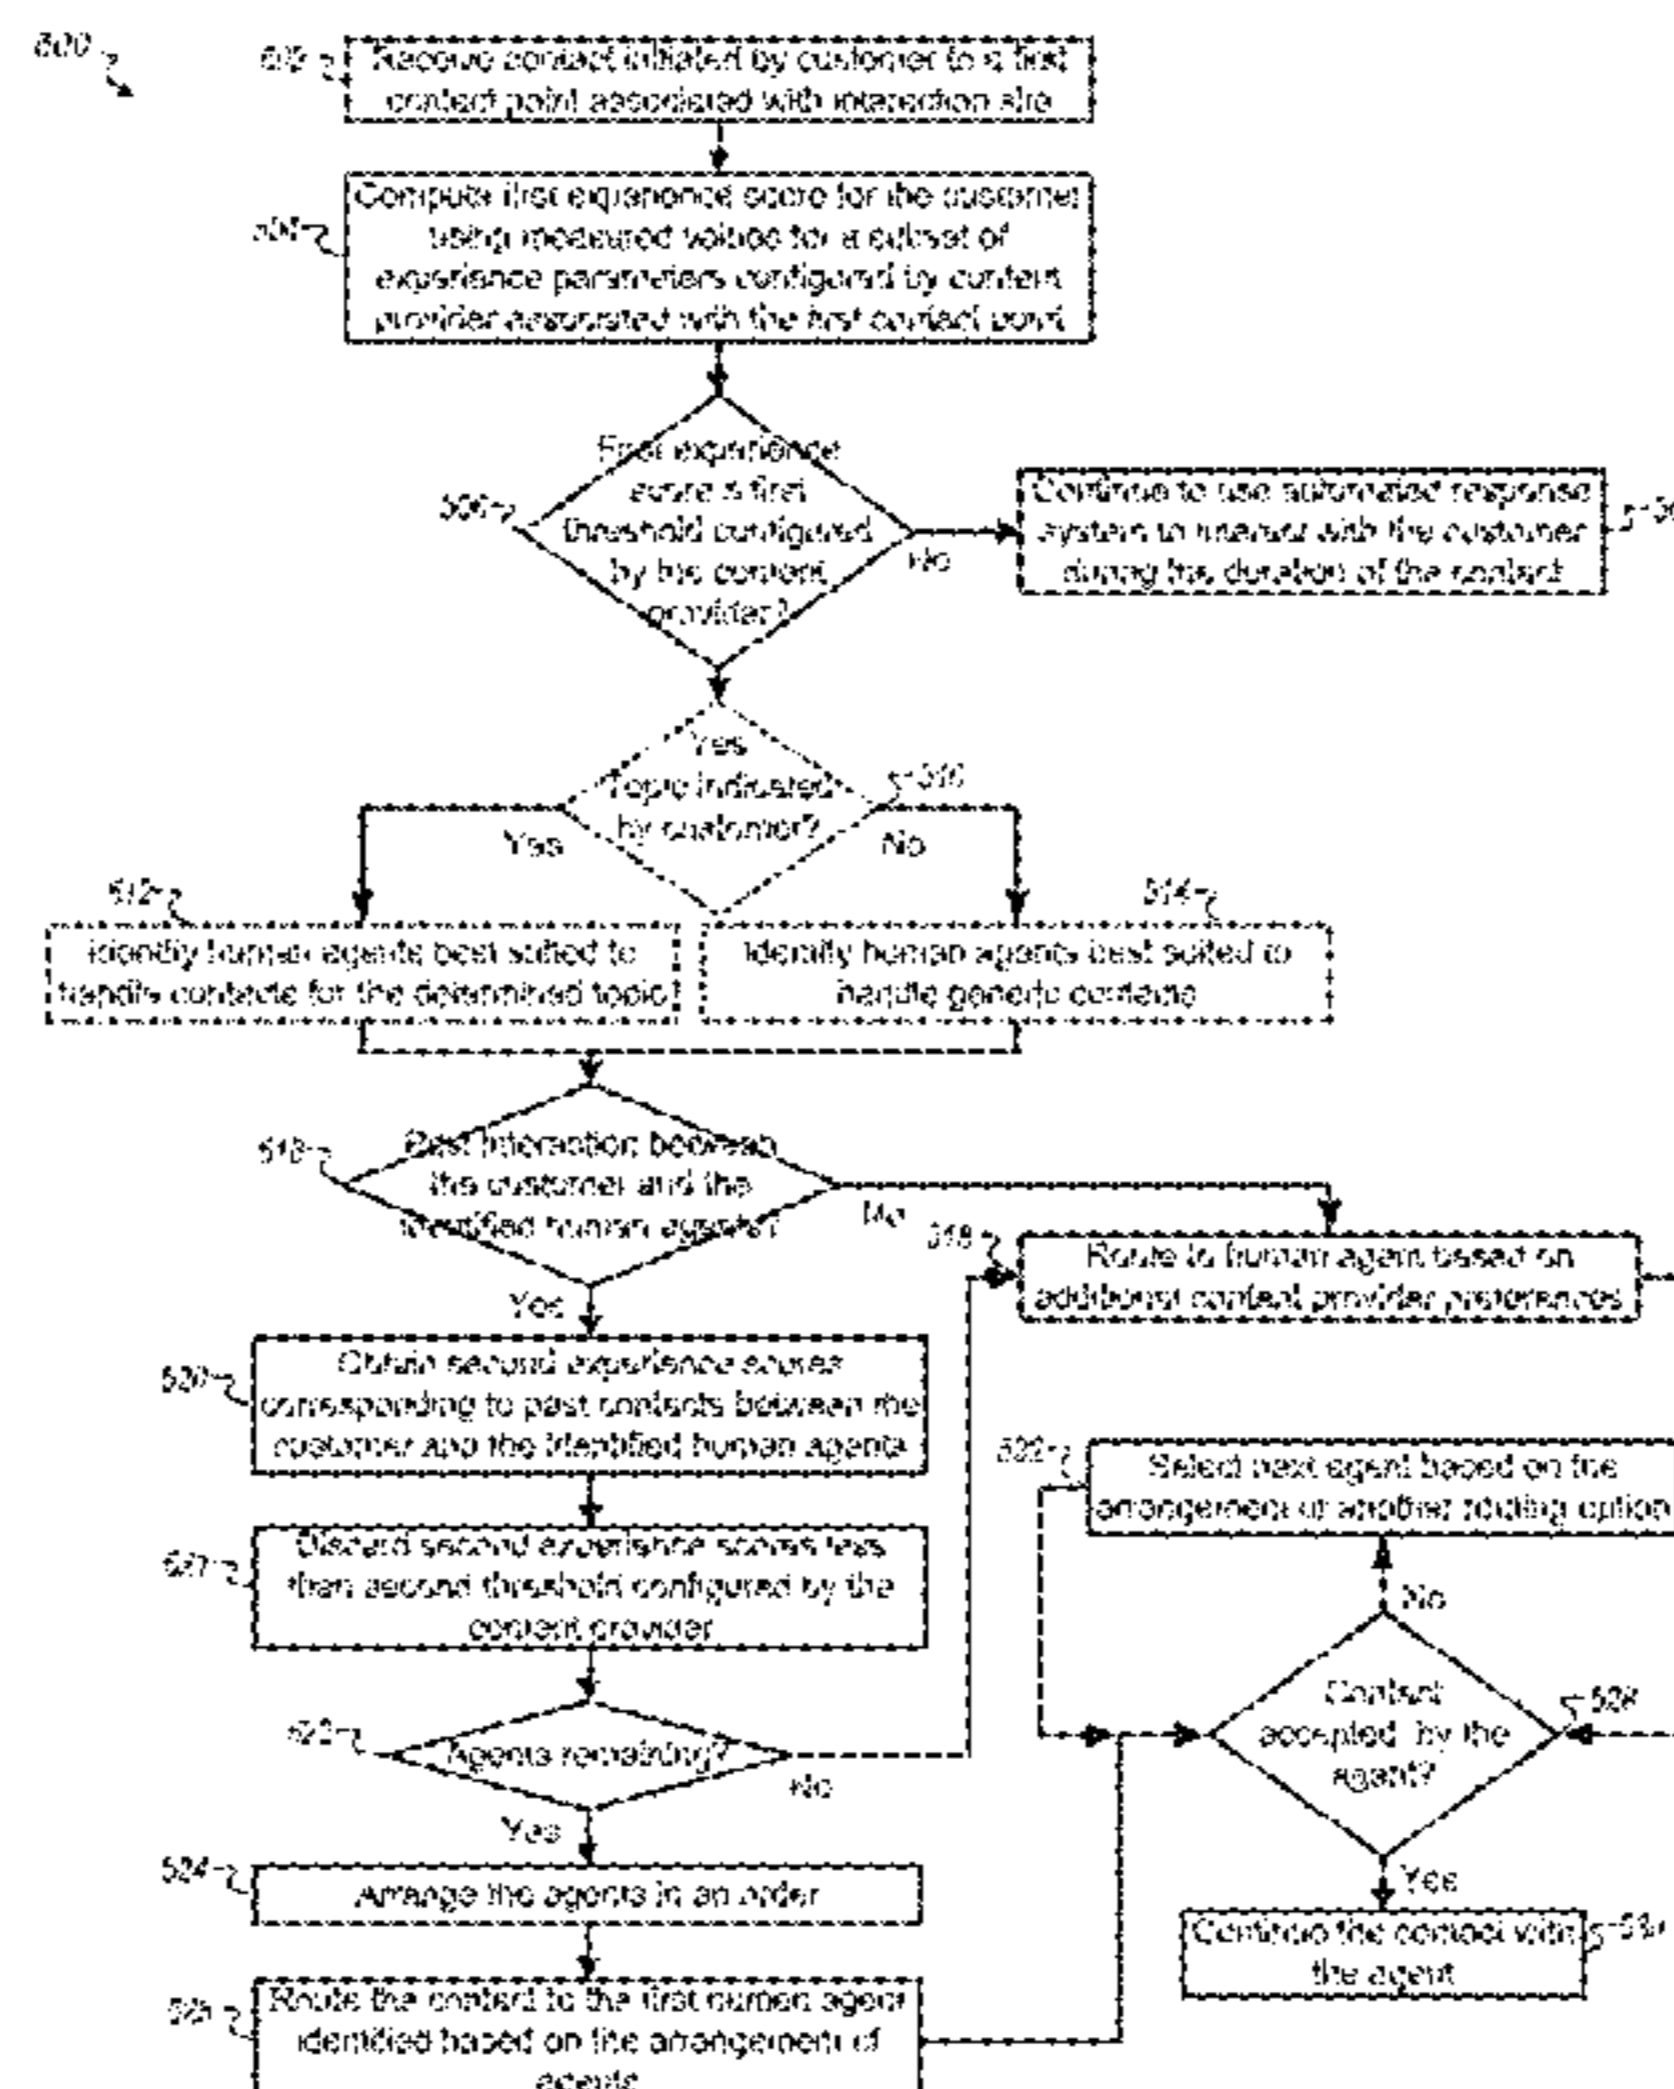 Receive contact initiated by customer to a first
contact point associated with interaction site
Compute first experience score for the customer
using measured values for a subset of
experience parameters configured by content
provider associated with the first contact point
First experience
score ≥ first
threshold configured
by the content
provider?
No
Continue to use automated response
system to interact with the customer
during the duration of the contact
Yes
Topic indicated
by customer?
Yes
No
512
514
Identify human agents best suited to
handle contacts for the determined topic
Identify human agents best suited to
handle generic contacts
Past interaction between
the customer and the
identified human agents?
No
518
Route to human agent based on
additional content provider preferences
Yes
520
Obtain second experience scores
corresponding to past contacts between the
customer and the identified human agents
Select next agent based on the
arrangement or another routing option
Discard second experience scores less
than second threshold configured by the
content provider
No
Contact
accepted by the
agent?
528
Agents remaining?
No
Yes
524
Arrange the agents in an order
Yes
Continue the contact with
the agent
Route the contact to the first human agent
identified based on the arrangement of
agents